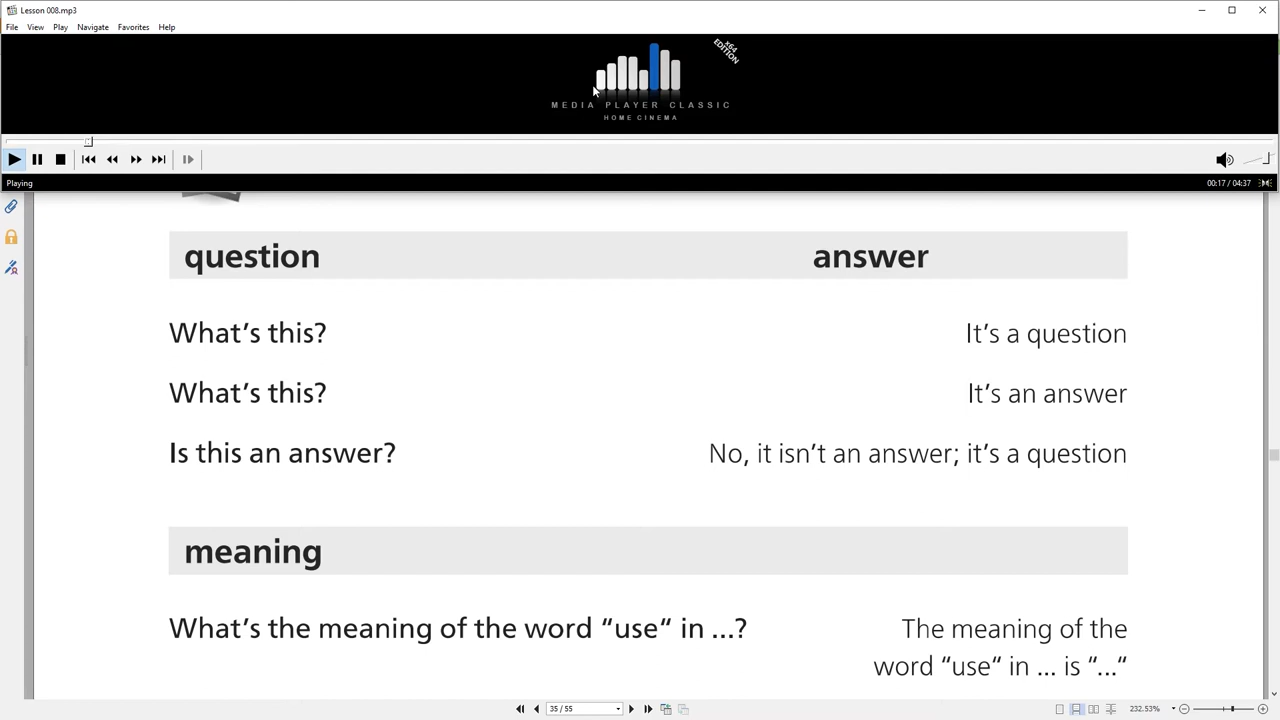 Lesson 008.mp3
File View Play Navigate Favorites Help
x64 EDITION
MEDIA PLAYER CLASSIC
HOME CINEMA
Playing 00:17 / 04:37
question answer
What's this? It's a question
What's this? It's an answer
Is this an answer? No, it isn't an answer; it's a question
meaning
What's the meaning of the word “use“ in ...? The meaning of the
word “use“ in ... is “...“
35 / 55 232.53%